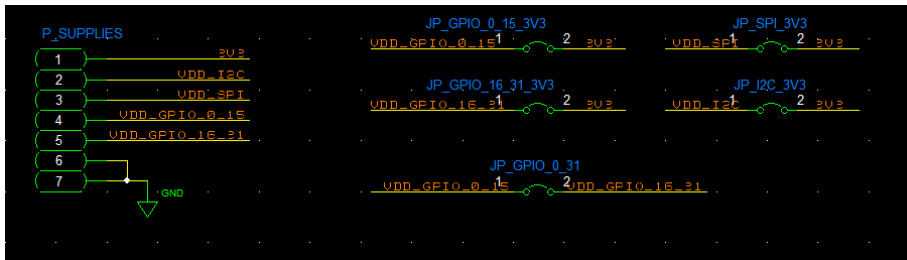 P_SUPPLIES
1 3V3
2 VDD_I2C
3 VDD_SPI
4 VDD_GPIO_0_15
5 VDD_GPIO_16_31
6
7
GND
JP_GPIO_0_15_3V3
VDD_GPIO_0_15 1 2 3V3
JP_SPI_3V3
VDD_SPI 1 2 3V3
JP_GPIO_16_31_3V3
VDD_GPIO_16_31 1 2 3V3
JP_I2C_3V3
VDD_I2C 1 2 3V3
JP_GPIO_0_31
VDD_GPIO_0_15 1 2 VDD_GPIO_16_31